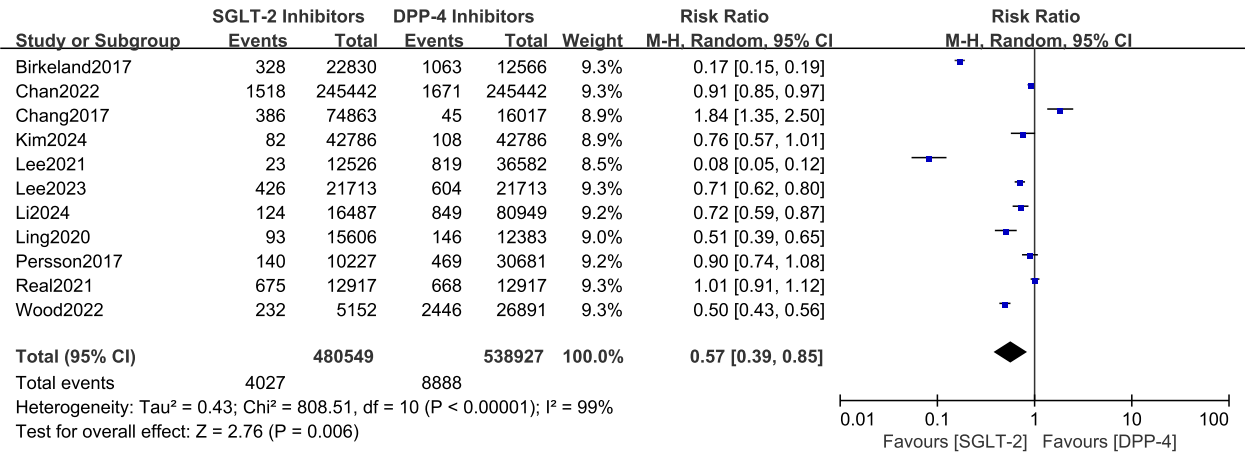 SGLT-2 Inhibitors DPP-4 Inhibitors Risk Ratio Risk Ratio
Study or Subgroup Events Total Events Total Weight M-H, Random, 95% CI M-H, Random, 95% CI
Birkeland2017 328 22830 1063 12566 9.3% 0.17 [0.15, 0.19]
Chan2022 1518 245442 1671 245442 9.3% 0.91 [0.85, 0.97]
Chang2017 386 74863 45 16017 8.9% 1.84 [1.35, 2.50]
Kim2024 82 42786 108 42786 8.9% 0.76 [0.57, 1.01]
Lee2021 23 12526 819 36582 8.5% 0.08 [0.05, 0.12]
Lee2023 426 21713 604 21713 9.3% 0.71 [0.62, 0.80]
Li2024 124 16487 849 80949 9.2% 0.72 [0.59, 0.87]
Ling2020 93 15606 146 12383 9.0% 0.51 [0.39, 0.65]
Persson2017 140 10227 469 30681 9.2% 0.90 [0.74, 1.08]
Real2021 675 12917 668 12917 9.3% 1.01 [0.91, 1.12]
Wood2022 232 5152 2446 26891 9.3% 0.50 [0.43, 0.56]
Total (95% CI) 480549 538927 100.0% 0.57 [0.39, 0.85]
Total events 4027 8888
Heterogeneity: Tau² = 0.43; Chi² = 808.51, df = 10 (P < 0.00001); I² = 99%
Test for overall effect: Z = 2.76 (P = 0.006)
0.01 0.1 1 10 100
Favours [SGLT-2] Favours [DPP-4]